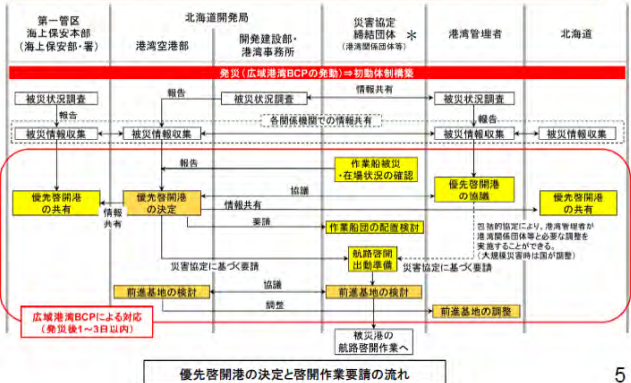 第一管区
海上保安本部
(海上保安部・署)
北海道開発局
港湾空港部
開発建設部・
港湾事務所
災害協定
締結団体 *
(港湾関係団体等)
港湾管理者
北海道
発災(広域港湾BCPの発動)⇒初動体制構築
被災状況調査
報告
被災状況調査
情報共有
被災状況調査
報告
各関係機関での情報共有
報告
被災情報収集
被災情報収集
被災情報収集
被災情報収集
報告
作業船被災
・在場状況の確認
優先啓開港
の共有
情報
共有
優先啓開港
の決定
協議
情報共有
優先啓開港
の協議
優先啓開港
の共有
要請
作業船団の配置検討
包括的協定により、港湾管理者が
港湾関係団体等と必要な調整を
実施することができる。
(大規模災害時は国が調整)
航路啓開
出動準備
災害協定に基づく要請
災害協定に基づく要請
前進基地の検討
協議
前進基地の検討
調整
前進基地の調整
広域港湾BCPによる対応
(発災後1~3日以内)
被災港の
航路啓開作業へ
優先啓開港の決定と啓開作業要請の流れ
5